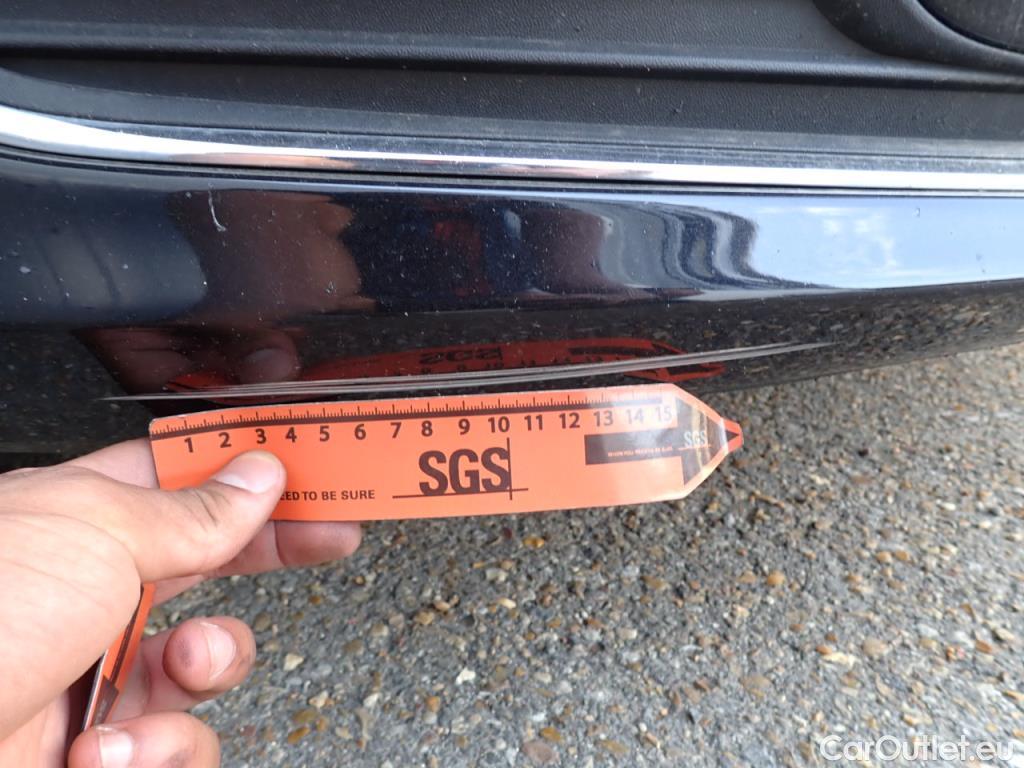 1 2 3 4 5 6 7 8 9 10 11 12 13 14 15
SGS
EED TO BE SURE
SGS
CarOutlet.eu